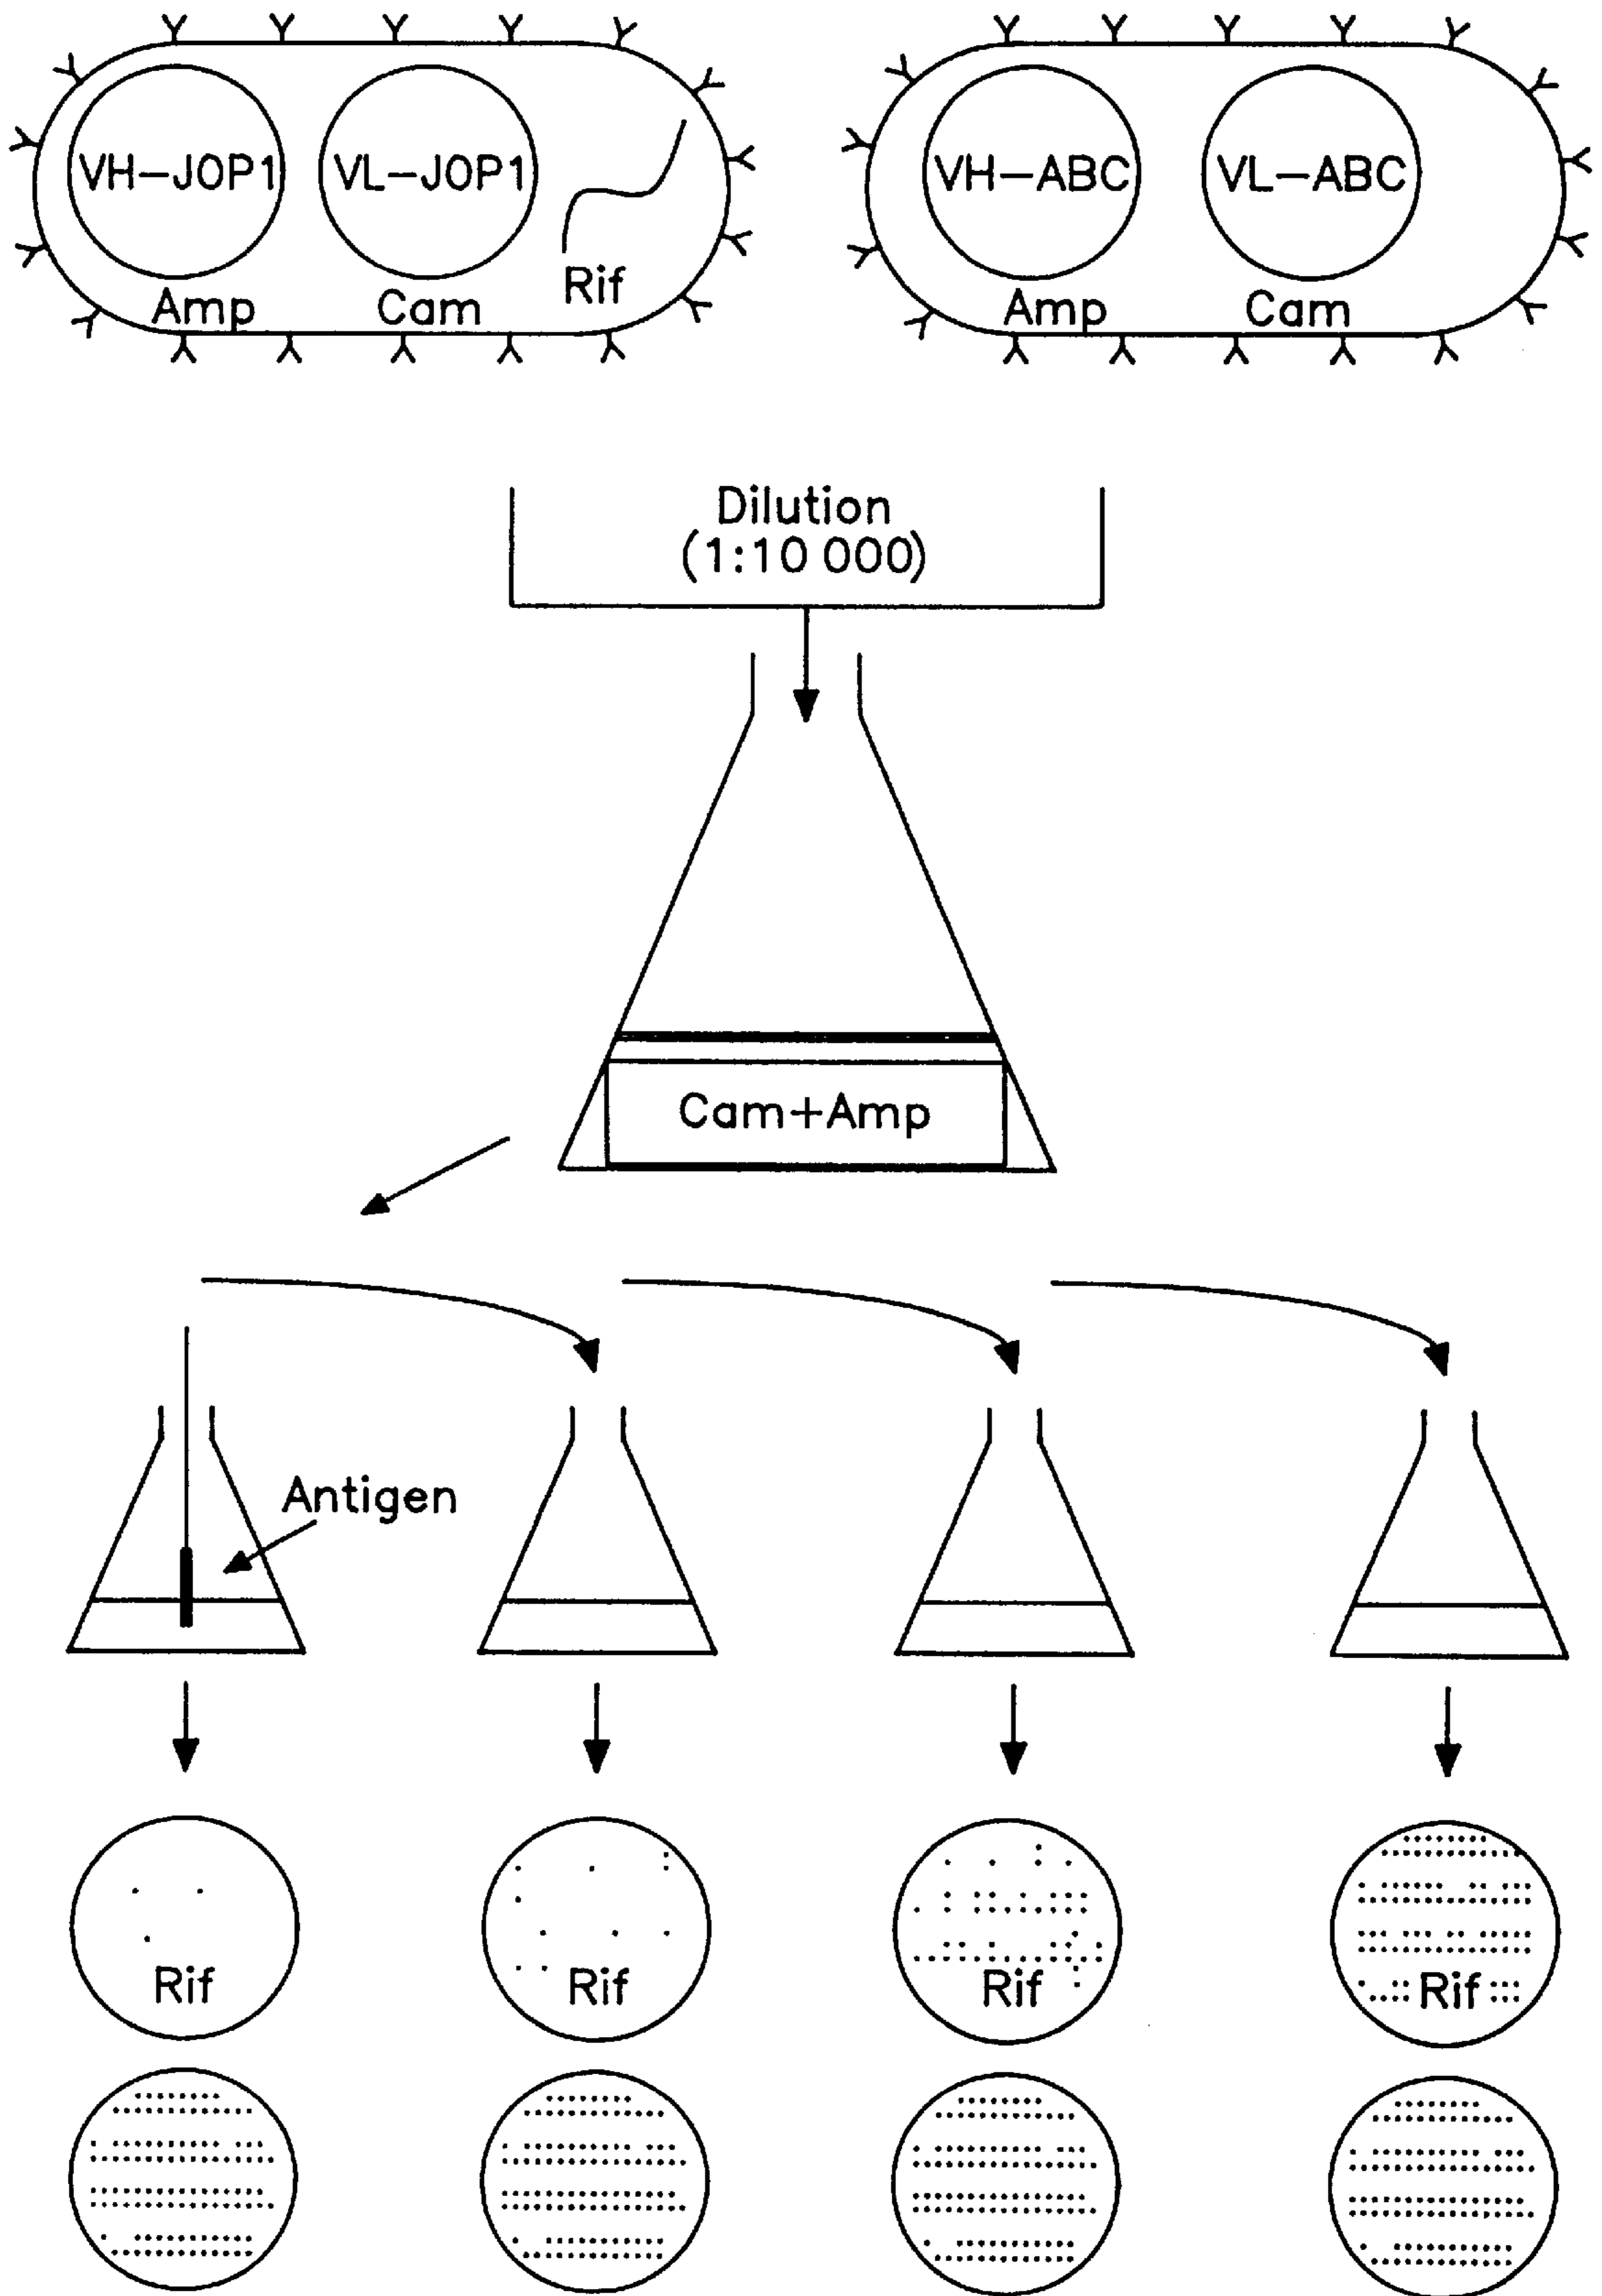 VH-JOP1
VL-JOP1
Rif
Amp
Cam
VH-ABC
VL-ABC
Amp
Cam
Dilution
(1:10 000)
Cam+Amp
Antigen
Rif
Rif
Rif
Rif